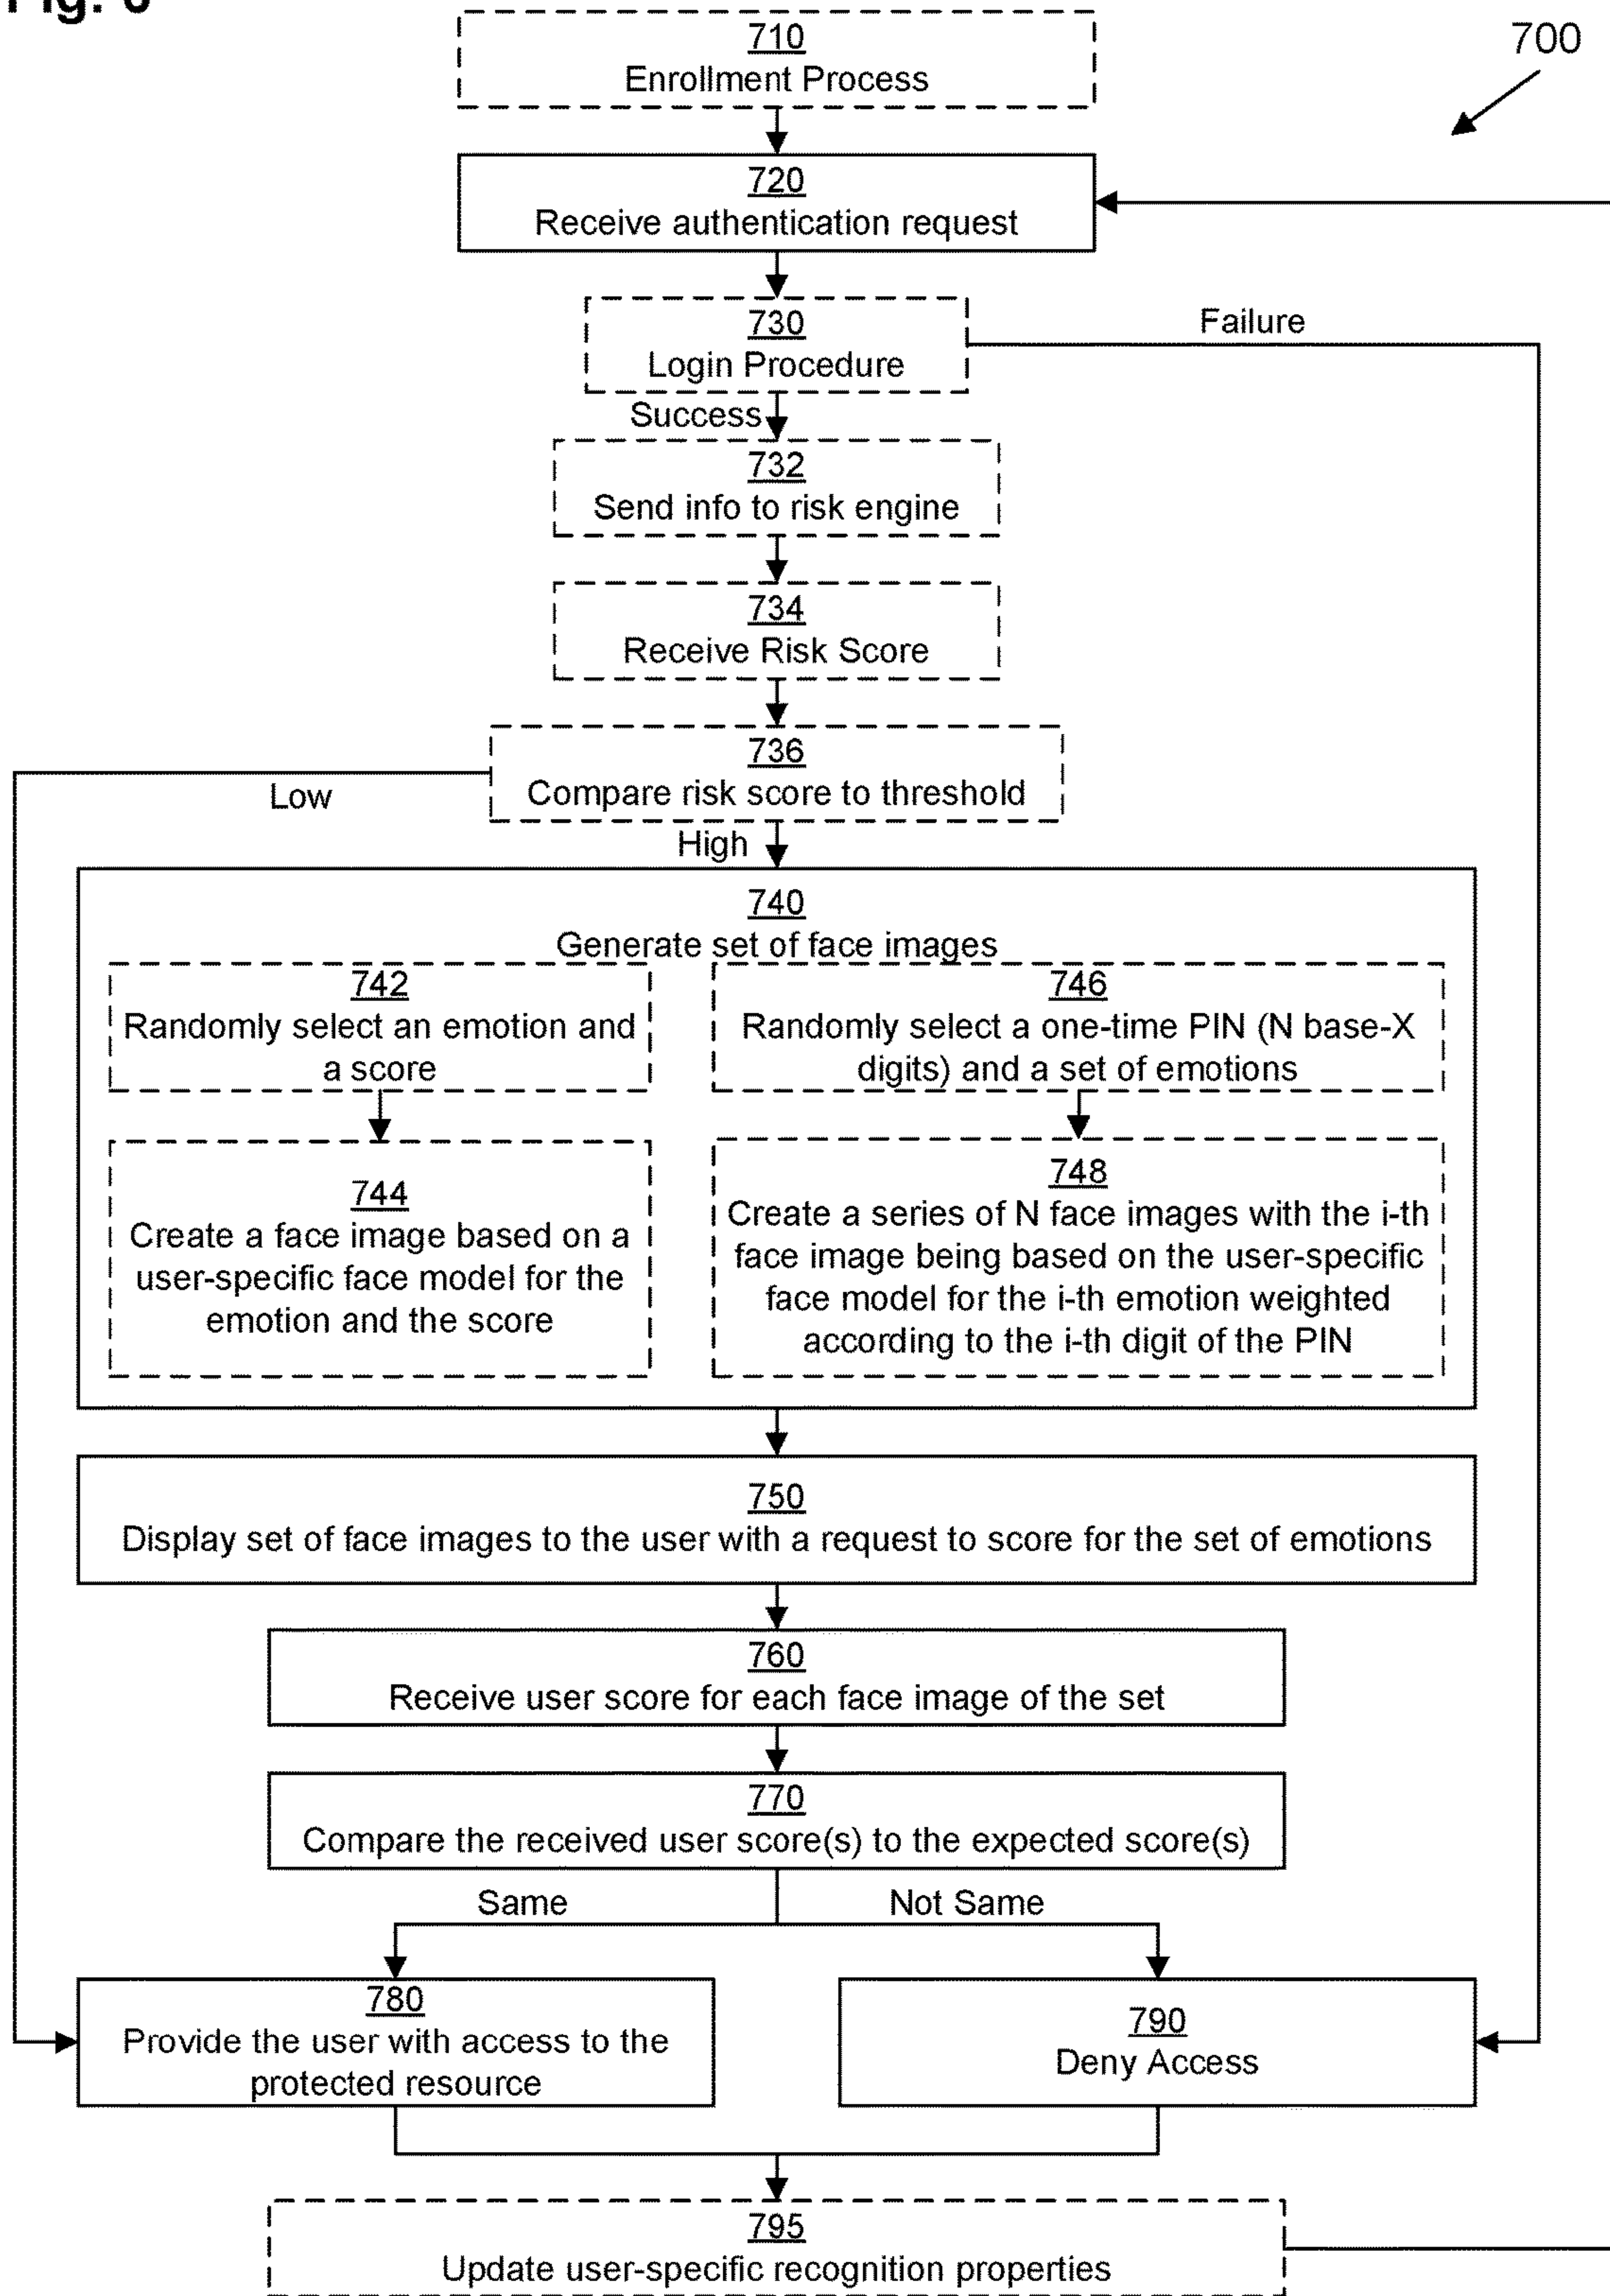 700
710
Enrollment Process
720
Receive authentication request
730
Login Procedure
Failure
Success
732
Send info to risk engine
734
Receive Risk Score
736
Compare risk score to threshold
Low
High
740
Generate set of face images
742
Randomly select an emotion and
a score
744
Create a face image based on a
user-specific face model for the
emotion and the score
746
Randomly select a one-time PIN (N base-X
digits) and a set of emotions
748
Create a series of N face images with the i-th
face image being based on the user-specific
face model for the i-th emotion weighted
according to the i-th digit of the PIN
750
Display set of face images to the user with a request to score for the set of emotions
760
Receive user score for each face image of the set
770
Compare the received user score(s) to the expected score(s)
Same
Not Same
780
Provide the user with access to the
protected resource
790
Deny Access
795
Update user-specific recognition properties